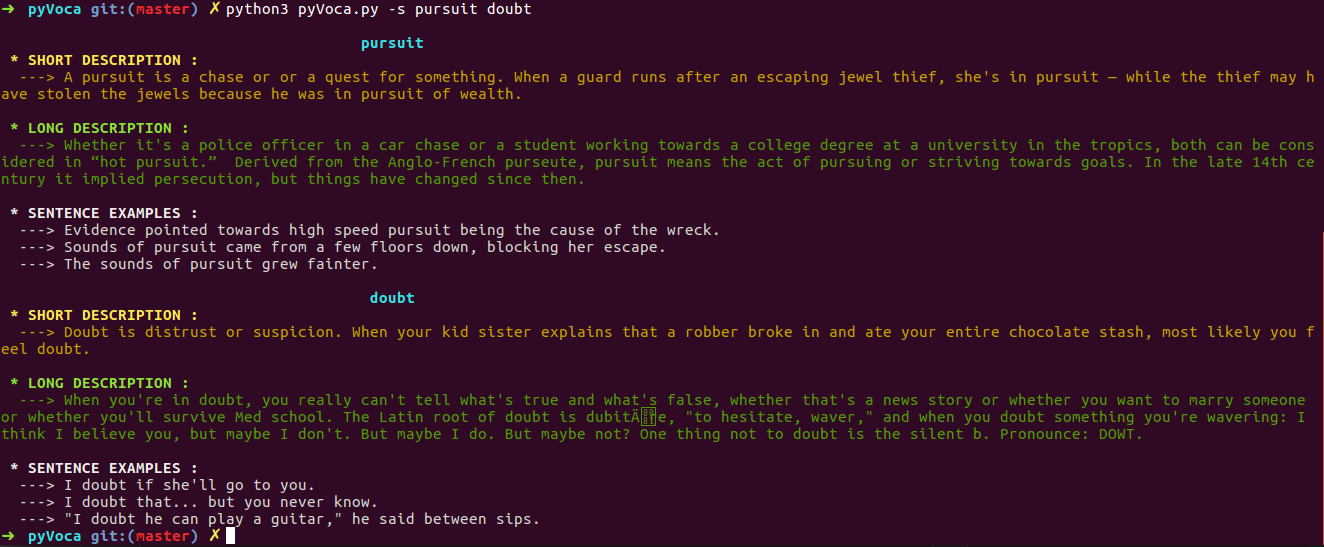 ➜ pyVoca git:(master) ✗ python3 pyVoca.py -s pursuit doubt
pursuit
* SHORT DESCRIPTION :
---> A pursuit is a chase or or a quest for something. When a guard runs after an escaping jewel thief, she's in pursuit — while the thief may h
ave stolen the jewels because he was in pursuit of wealth.
* LONG DESCRIPTION :
---> Whether it's a police officer in a car chase or a student working towards a college degree at a university in the tropics, both can be cons
idered in “hot pursuit.”  Derived from the Anglo-French purseute, pursuit means the act of pursuing or striving towards goals. In the late 14th ce
ntury it implied persecution, but things have changed since then.
* SENTENCE EXAMPLES :
---> Evidence pointed towards high speed pursuit being the cause of the wreck.
---> Sounds of pursuit came from a few floors down, blocking her escape.
---> The sounds of pursuit grew fainter.
doubt
* SHORT DESCRIPTION :
---> Doubt is distrust or suspicion. When your kid sister explains that a robber broke in and ate your entire chocolate stash, most likely you f
eel doubt.
* LONG DESCRIPTION :
---> When you're in doubt, you really can't tell what's true and what's false, whether that's a news story or whether you want to marry someone
or whether you'll survive Med school. The Latin root of doubt is dubitÄe, "to hesitate, waver," and when you doubt something you're wavering: I
think I believe you, but maybe I don't. But maybe I do. But maybe not? One thing not to doubt is the silent b. Pronounce: DOWT.
* SENTENCE EXAMPLES :
---> I doubt if she'll go to you.
---> I doubt that... but you never know.
---> "I doubt he can play a guitar," he said between sips.
➜ pyVoca git:(master) ✗